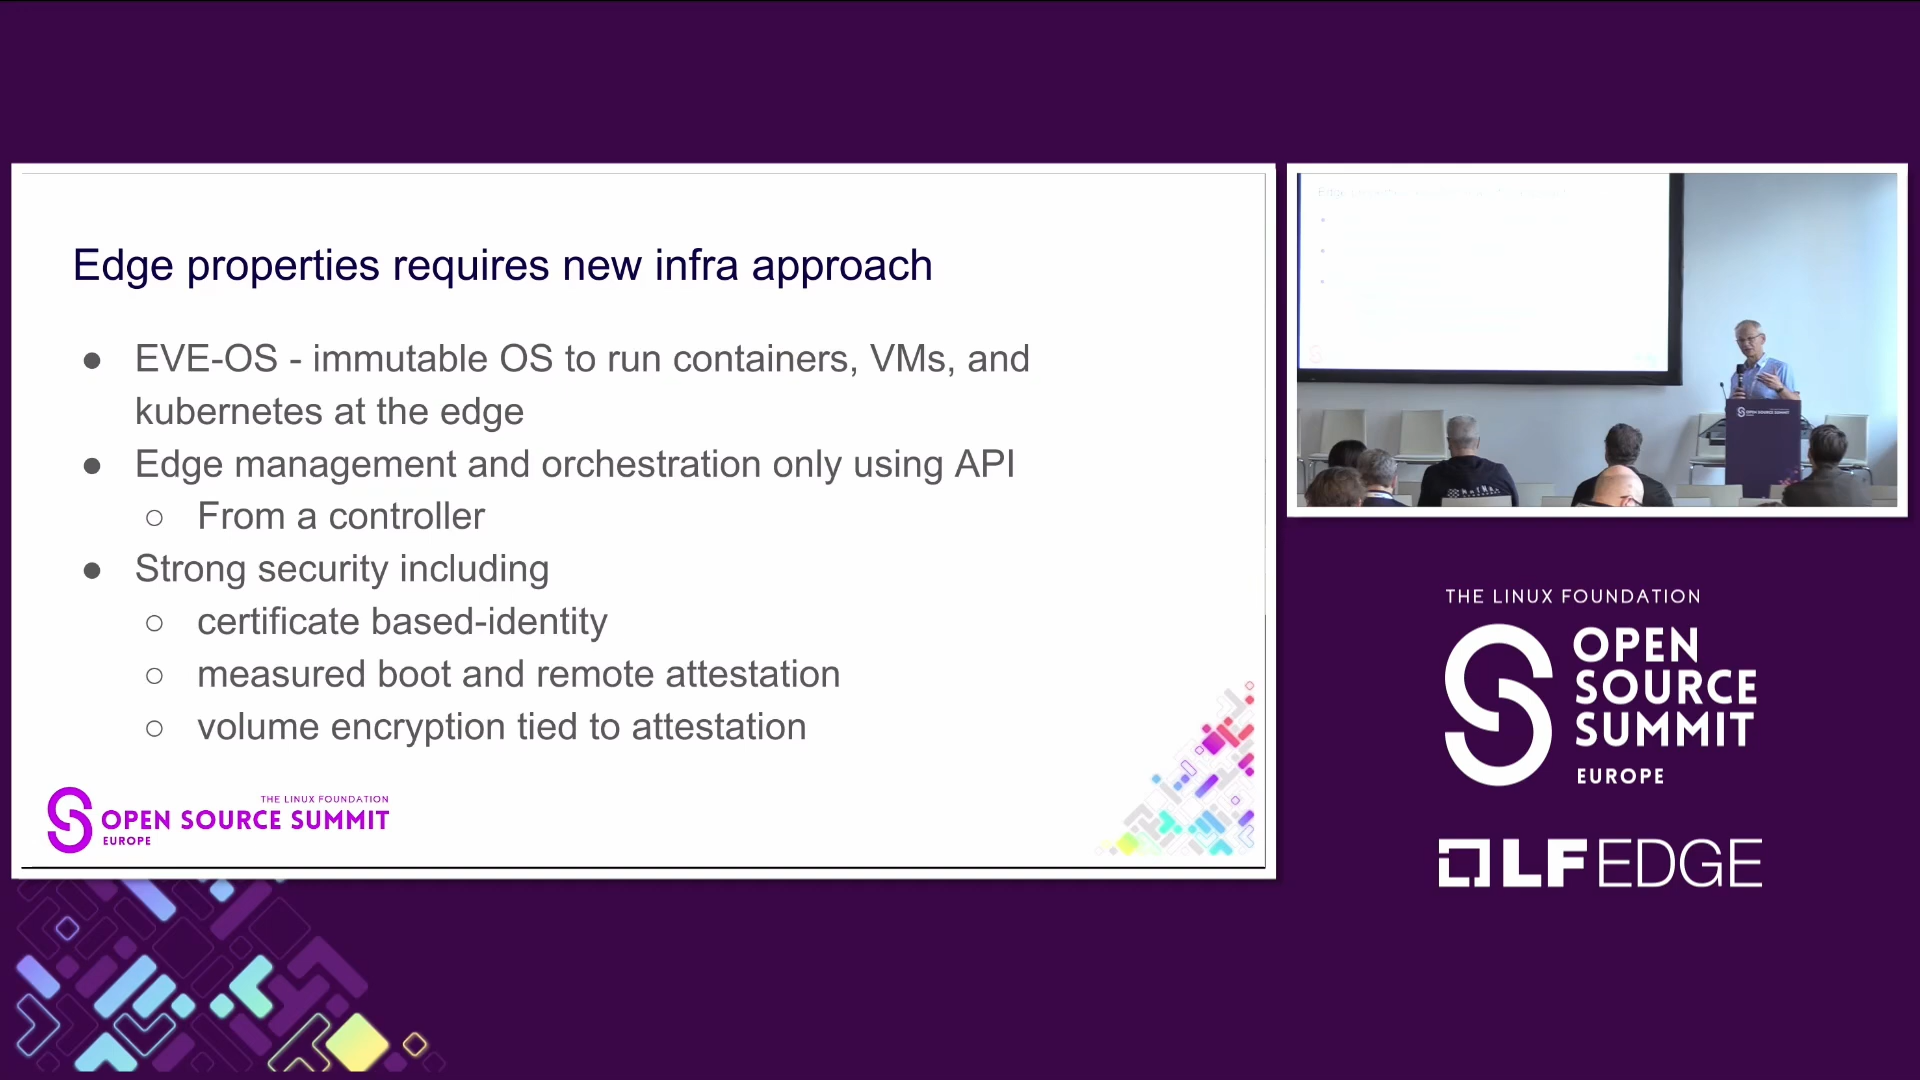 Edge properties requires new infra approach
● EVE-OS - immutable OS to run containers, VMs, and
kubernetes at the edge
● Edge management and orchestration only using API
○ From a controller
● Strong security including
○ certificate based-identity
○ measured boot and remote attestation
○ volume encryption tied to attestation
THE LINUX FOUNDATION
OPEN SOURCE SUMMIT
EUROPE
OPEN SOURCE SUMMIT
THE LINUX FOUNDATION
OPEN
SOURCE
SUMMIT
EUROPE
LF EDGE